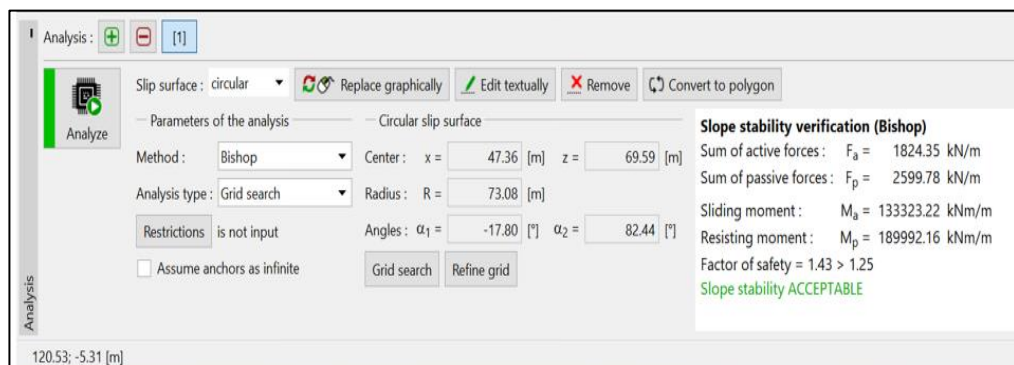 Analysis : [1]
Analyze
Slip surface : circular Replace graphically Edit textually Remove Convert to polygon
Parameters of the analysis
Method : Bishop
Analysis type : Grid search
Restrictions is not input
Assume anchors as infinite
Circular slip surface
Center : x = 47.36 [m] z = 69.59 [m]
Radius : R = 73.08 [m]
Angles : α1 = -17.80 [°] α2 = 82.44 [°]
Grid search Refine grid
Slope stability verification (Bishop)
Sum of active forces : Fa = 1824.35 kN/m
Sum of passive forces : Fp = 2599.78 kN/m
Sliding moment : Ma = 133323.22 kNm/m
Resisting moment : Mp = 189992.16 kNm/m
Factor of safety = 1.43 > 1.25
Slope stability ACCEPTABLE
Analysis
120.53; -5.31 [m]